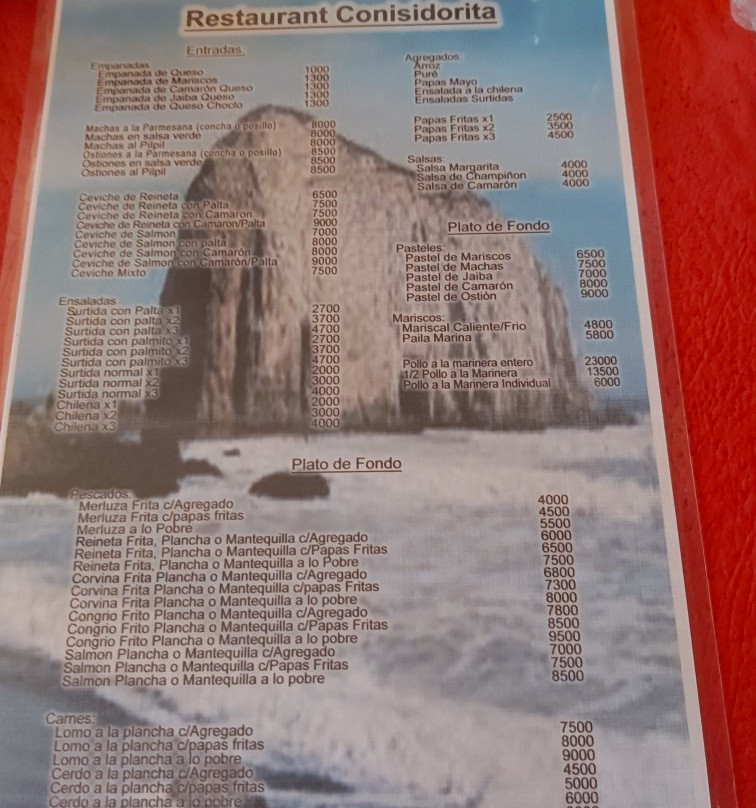 Restaurant Conisidorita
Entradas:
Empanadas
Empanada de Queso 1000
Empanada de Mariscos 1300
Empanada de Camarón Queso 1300
Empanada de Jaiba Queso 1300
Empanada de Queso Choclo 1300
Machas a la Parmesana (concha o posillo) 8000
Machas en salsa verde 8000
Machas al Pilpil 8000
Ostiones a la Parmesana (concha o posillo) 8500
Ostiones en salsa verde 8500
Ostiones al Pilpil 8500
Ceviche de Reineta 6500
Ceviche de Reineta con Palta 7500
Ceviche de Reineta con Camaron 7500
Ceviche de Reineta con Camaron/Palta 9000
Ceviche de Salmon 7000
Ceviche de Salmon con palta 8000
Ceviche de Salmon con Camarón 8000
Ceviche de Salmon con Camarón/Palta 9000
Ceviche Mixto 7500
Ensaladas
Surtida con Palta x1 2700
Surtida con palta x2 3700
Surtida con palta x3 4700
Surtida con palmito x1 2700
Surtida con palmito x2 3700
Surtida con palmito x3 4700
Surtida normal x1 2000
Surtida normal x2 3000
Surtida normal x3 4000
Chilena x1 2000
Chilena x2 3000
Chilena x3 4000
Agregados:
Arroz
Puré
Papas Mayo
Ensalada a la chilena
Ensaladas Surtidas
Papas Fritas x1 2500
Papas Fritas x2 3500
Papas Fritas x3 4500
Salsas:
Salsa Margarita 4000
Salsa de Champiñon 4000
Salsa de Camarón 4000
Plato de Fondo
Pasteles:
Pastel de Mariscos 6500
Pastel de Machas 7500
Pastel de Jaiba 7000
Pastel de Camarón 8000
Pastel de Ostión 9000
Mariscos:
Mariscal Caliente/Frio 4800
Paila Marina 5800
Pollo a la marinera entero 23000
1/2 Pollo a la Marinera 13500
Pollo a la Marinera Individual 6000
Plato de Fondo
Pescados:
Merluza Frita c/Agregado 4000
Merluza Frita c/papas fritas 4500
Merluza a lo Pobre 5500
Reineta Frita, Plancha o Mantequilla c/Agregado 6000
Reineta Frita, Plancha o Mantequilla c/Papas Fritas 6500
Reineta Frita, Plancha o Mantequilla a lo Pobre 7500
Corvina Frita Plancha o Mantequilla c/Agregado 6800
Corvina Frita Plancha o Mantequilla c/papas Fritas 7300
Corvina Frita Plancha o Mantequilla a lo pobre 8000
Congrio Frito Plancha o Mantequilla c/Agregado 7800
Congrio Frito Plancha o Mantequilla c/Papas Fritas 8500
Congrio Frito Plancha o Mantequilla a lo pobre 9500
Salmon Plancha o Mantequilla c/Agregado 7000
Salmon Plancha o Mantequilla c/Papas Fritas 7500
Salmon Plancha o Mantequilla a lo pobre 8500
Carnes:
Lomo a la plancha c/Agregado 7500
Lomo a la plancha c/papas fritas 8000
Lomo a la plancha a lo pobre 9000
Cerdo a la plancha c/Agregado 4500
Cerdo a la plancha c/papas fritas 5000
Cerdo a la plancha a lo pobre 6000